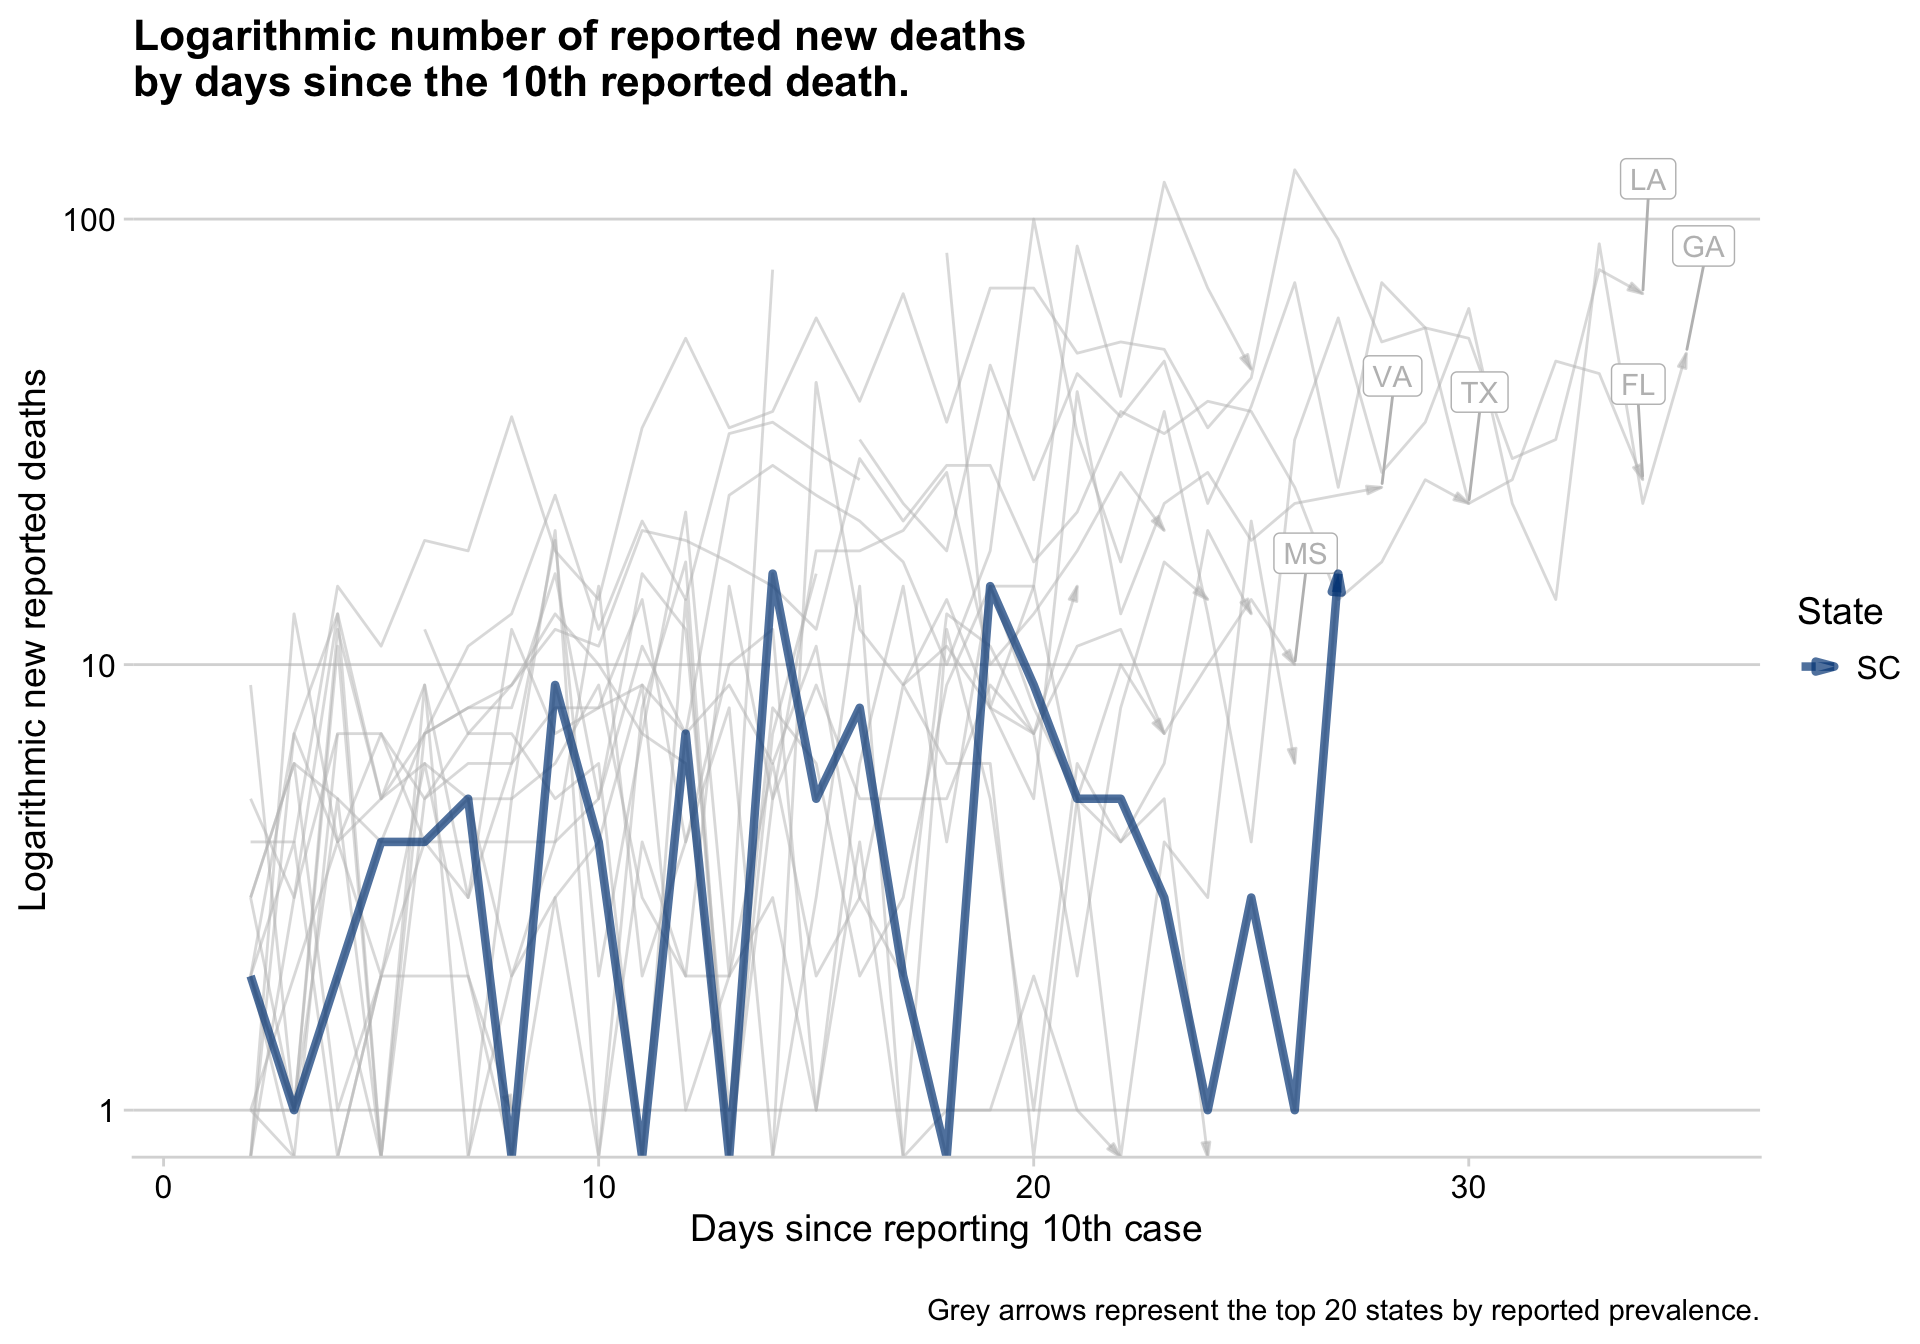 Logarithmic number of reported new deaths
by days since the 10th reported death.
LA
100
GA
VA
TX
FL
MS
State
SC
10
1
Logarithmic new reported deaths
0
10
20
30
Days since reporting 10th case
Grey arrows represent the top 20 states by reported prevalence.